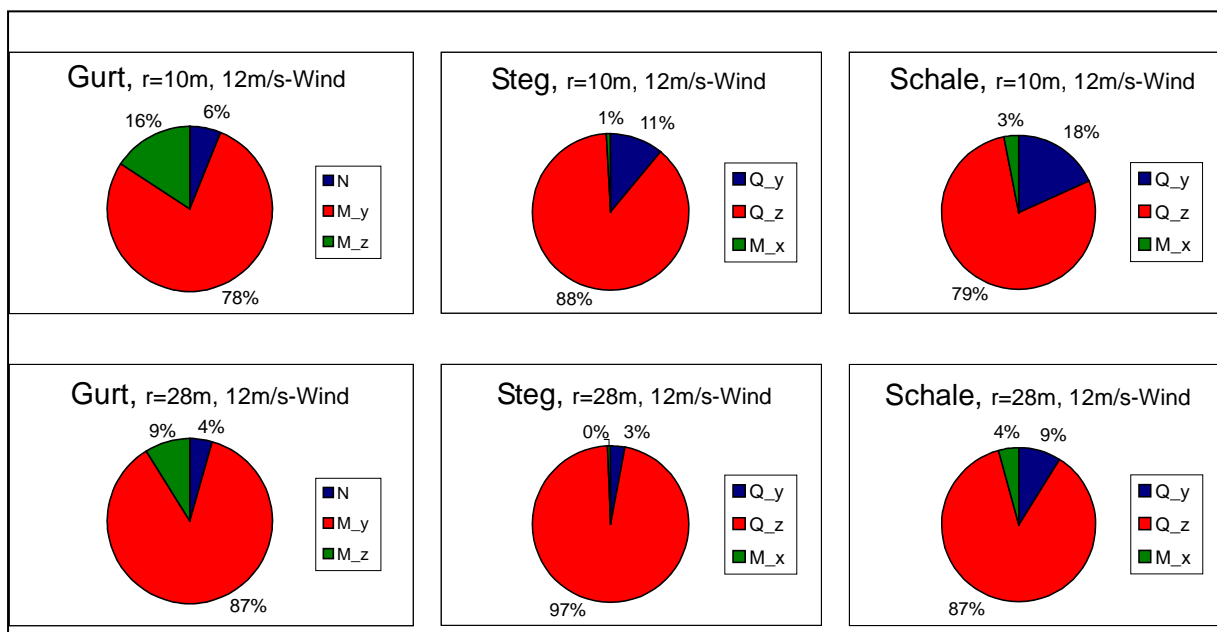 Gurt, r=10m, 12m/s-Wind
16%
6%
78%
N
M_y
M_z
Steg, r=10m, 12m/s-Wind
1%
11%
88%
Q_y
Q_z
M_x
Schale, r=10m, 12m/s-Wind
3%
18%
79%
Q_y
Q_z
M_x
Gurt, r=28m, 12m/s-Wind
9%
4%
87%
N
M_y
M_z
Steg, r=28m, 12m/s-Wind
0%
3%
97%
Q_y
Q_z
M_x
Schale, r=28m, 12m/s-Wind
4%
9%
87%
Q_y
Q_z
M_x